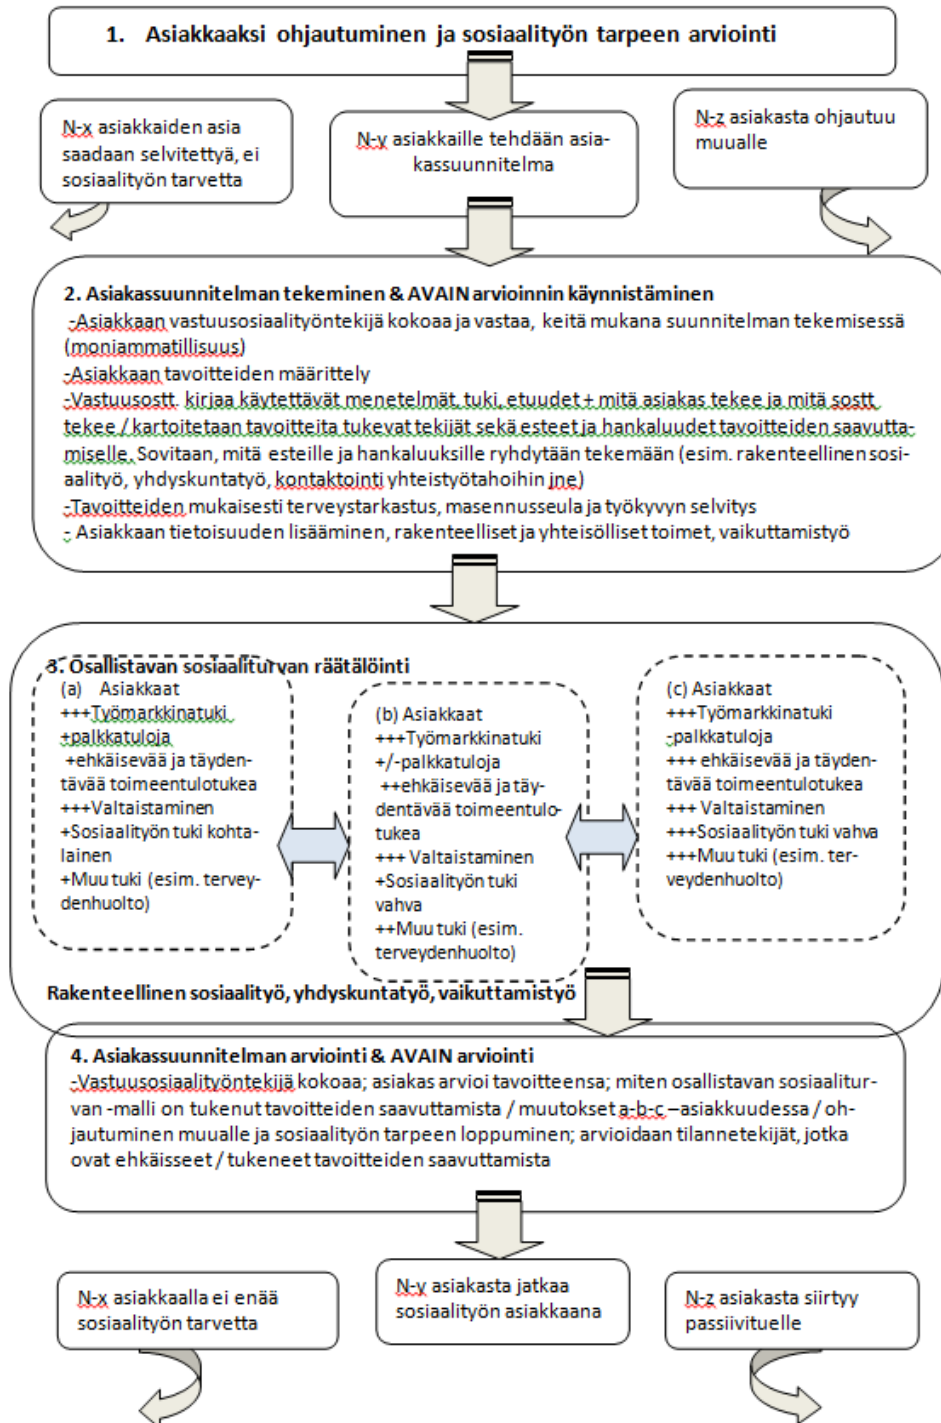 1. Asiakkaaksi ohjautuminen ja sosiaalityön tarpeen arviointi
N-x asiakkaiden asia
saadaan selvitettyä, ei
sosiaalityön tarvetta
N-y asiakkaille tehdään asia-
kassuunnitelma
N-z asiakasta ohjautuu
muualle
2. Asiakassuunnitelman tekeminen & AVAIN arvioinnin käynnistäminen
-Asiakkaan vastuusosiaalityöntekijä kokoaa ja vastaa, keitä mukana suunnitelman tekemisessä
(moniammatillisuus)
-Asiakkaan tavoitteiden määrittely
-Vastuusostt. kirjaa käytettävät menetelmät, tuki, etuudet + mitä asiakas tekee ja mitä sostt
tekee / kartoitetaan tavoitteita tukevat tekijät sekä esteet ja hankaluudet tavoitteiden saavutta-
miselle. Sovitaan, mitä esteille ja hankaluuksille ryhdytään tekemään (esim. rakenteellinen sosi-
aalityö, yhdyskuntatyö, kontaktointi yhteistyötahoihin jne)
-Tavoitteiden mukaisesti terveystarkastus, masennusseula ja työkyvyn selvitys
- Asiakkaan tietoisuuden lisääminen, rakenteelliset ja yhteisölliset toimet, vaikuttamistyö
3. Osallistavan sosiaaliturvan räätälöinti
(a) Asiakkaat
+++Työmarkkinatuki
+palkkatuloja
+ehkäisevää ja täyden-
tävää toimeentulotukea
+++Valtaistaminen
+Sosiaalityön tuki kohta-
lainen
+Muu tuki (esim. tervey-
denhuolto)
(b) Asiakkaat
+++Työmarkkinatuki
+/-palkkatuloja
++ehkäisevää ja täy-
dentävää toimeentulo-
tukea
+++ Valtaistaminen
+Sosiaalityön tuki
vahva
++Muu tuki (esim.
terveydenhuolto)
(c) Asiakkaat
+++Työmarkkinatuki
-palkkatuloja
+++ ehkäisevää ja täyden-
tävää toimeentulotukea
+++ Valtaistaminen
+++Sosiaalityön tuki vahva
+++Muu tuki (esim. ter-
veydenhuolto)
Rakenteellinen sosiaalityö, yhdyskuntatyö, vaikuttamistyö
4. Asiakassuunnitelman arviointi & AVAIN arviointi
-Vastuusosiaalityöntekijä kokoaa; asiakas arvioi tavoitteensa; miten osallistavan sosiaalitur-
van -malli on tukenut tavoitteiden saavuttamista / muutokset a-b-c –asiakkuudessa / oh-
jautuminen muualle ja sosiaalityön tarpeen loppuminen; arvioidaan tilannetekijät, jotka
ovat ehkäisseet / tukeneet tavoitteiden saavuttamista
N-x asiakkaalla ei enää
sosiaalityön tarvetta
N-y asiakasta jatkaa
sosiaalityön asiakkaana
N-z asiakasta siirtyy
passiivituelle